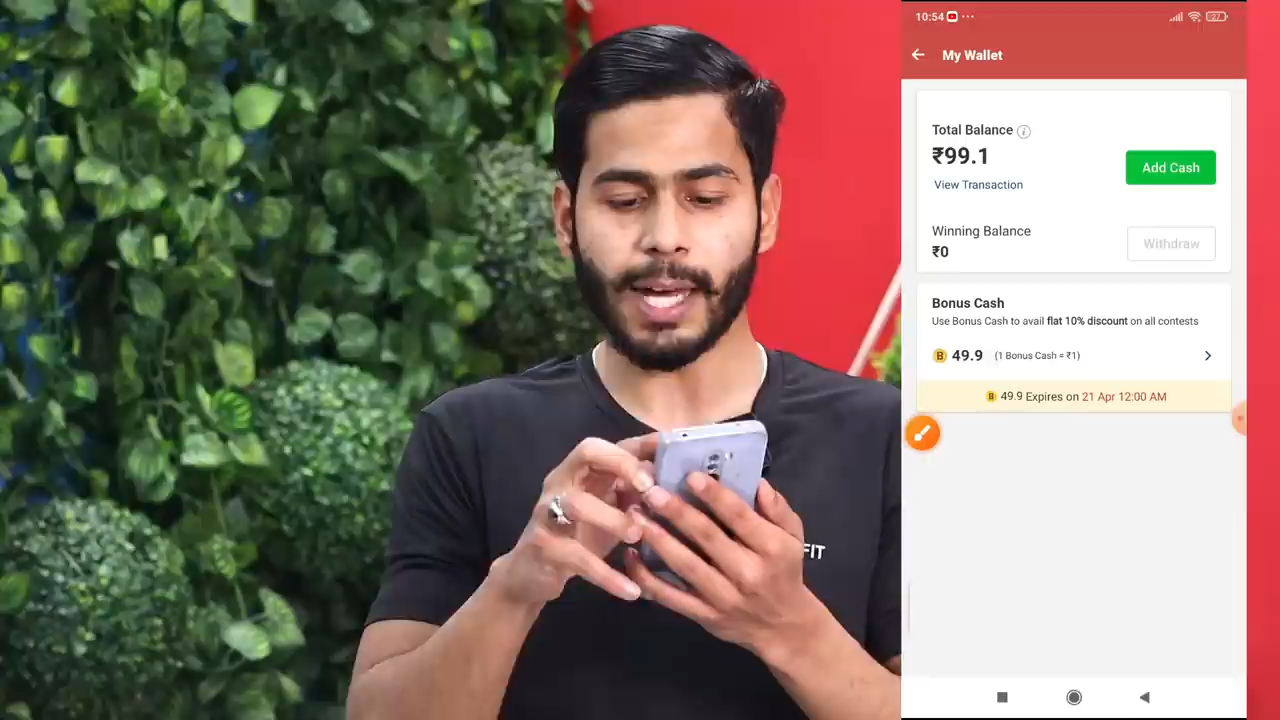 10:54
27
My Wallet
Total Balance
₹99.1
Add Cash
View Transaction
Winning Balance
₹0
Withdraw
Bonus Cash
Use Bonus Cash to avail flat 10% discount on all contests
B 49.9 (1 Bonus Cash = ₹1)
B 49.9 Expires on 21 Apr 12:00 AM
FIT